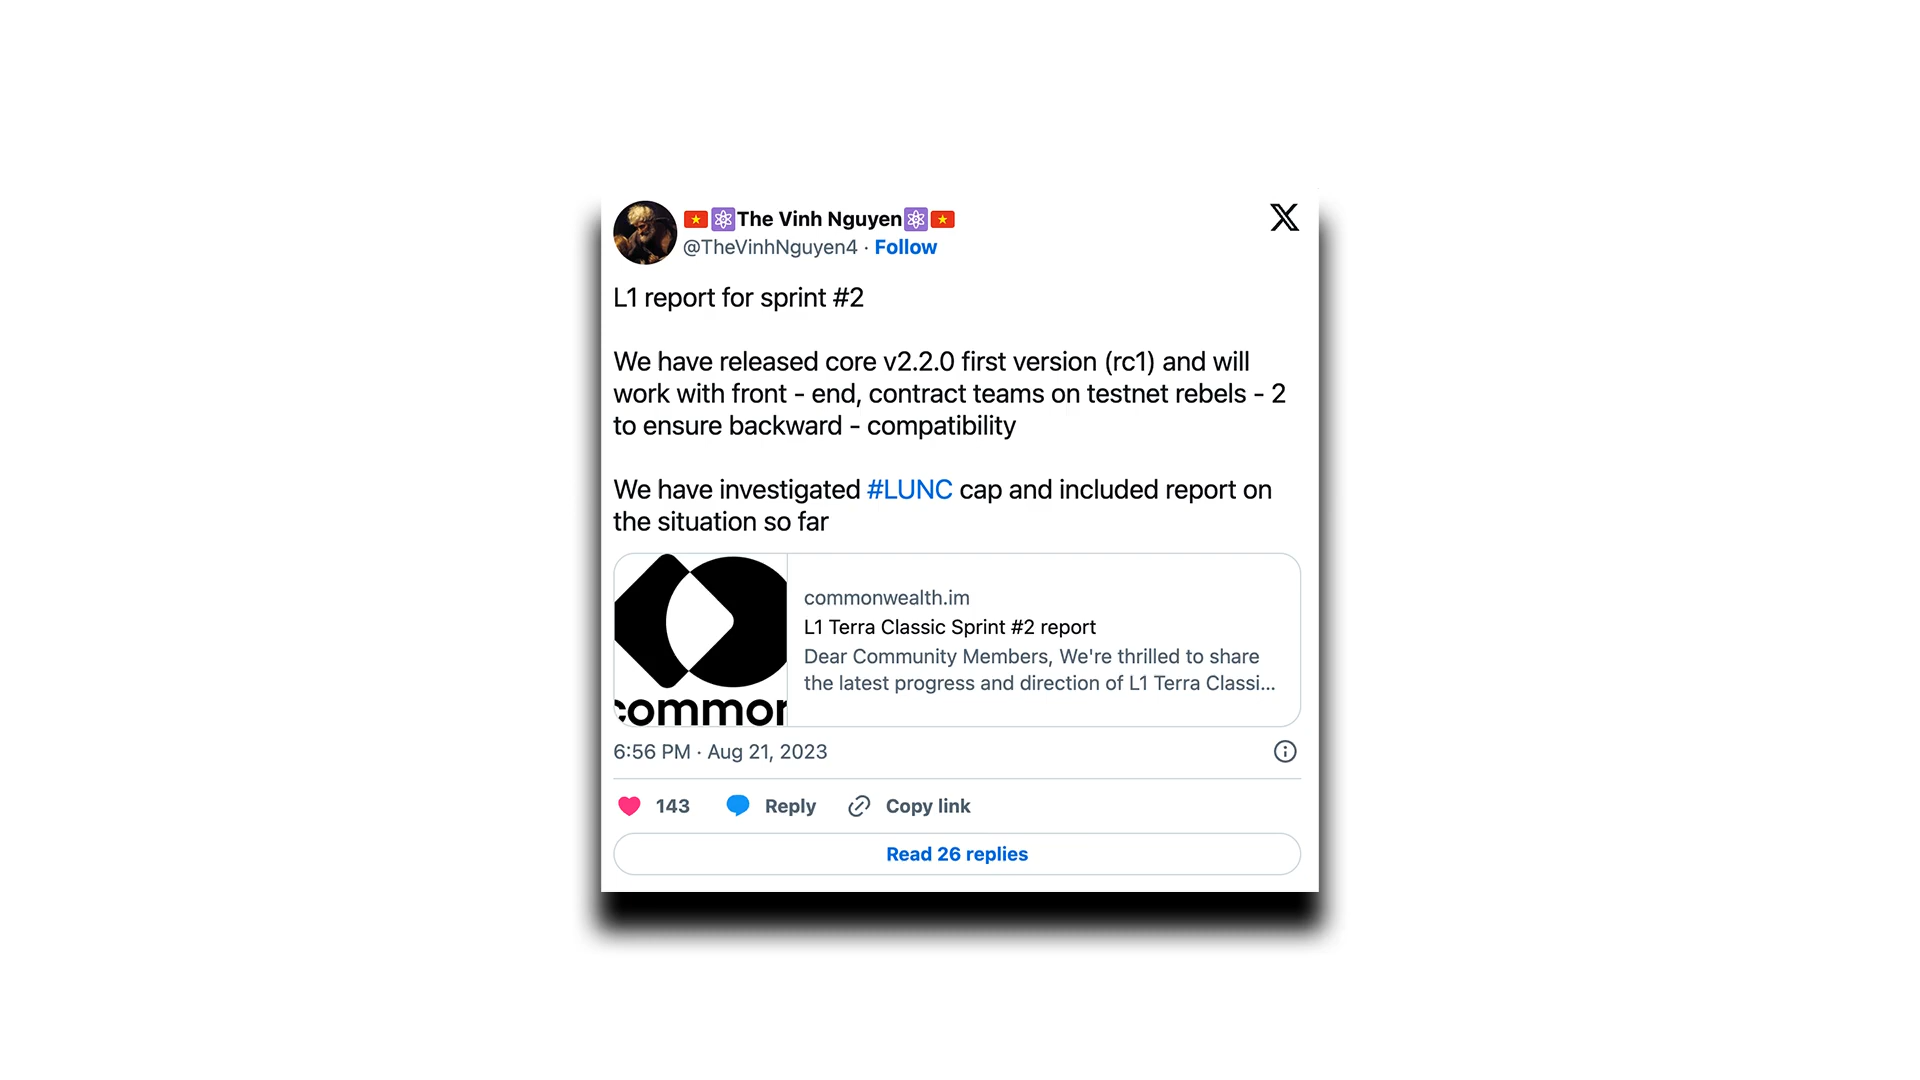 🇻🇳⚛️The Vinh Nguyen⚛️🇻🇳
@TheVinhNguyen4 · Follow
L1 report for sprint #2
We have released core v2.2.0 first version (rc1) and will
work with front - end, contract teams on testnet rebels - 2
to ensure backward - compatibility
We have investigated #LUNC cap and included report on
the situation so far
common
commonwealth.im
L1 Terra Classic Sprint #2 report
Dear Community Members, We're thrilled to share
the latest progress and direction of L1 Terra Classi...
6:56 PM · Aug 21, 2023
143 Reply Copy link
Read 26 replies